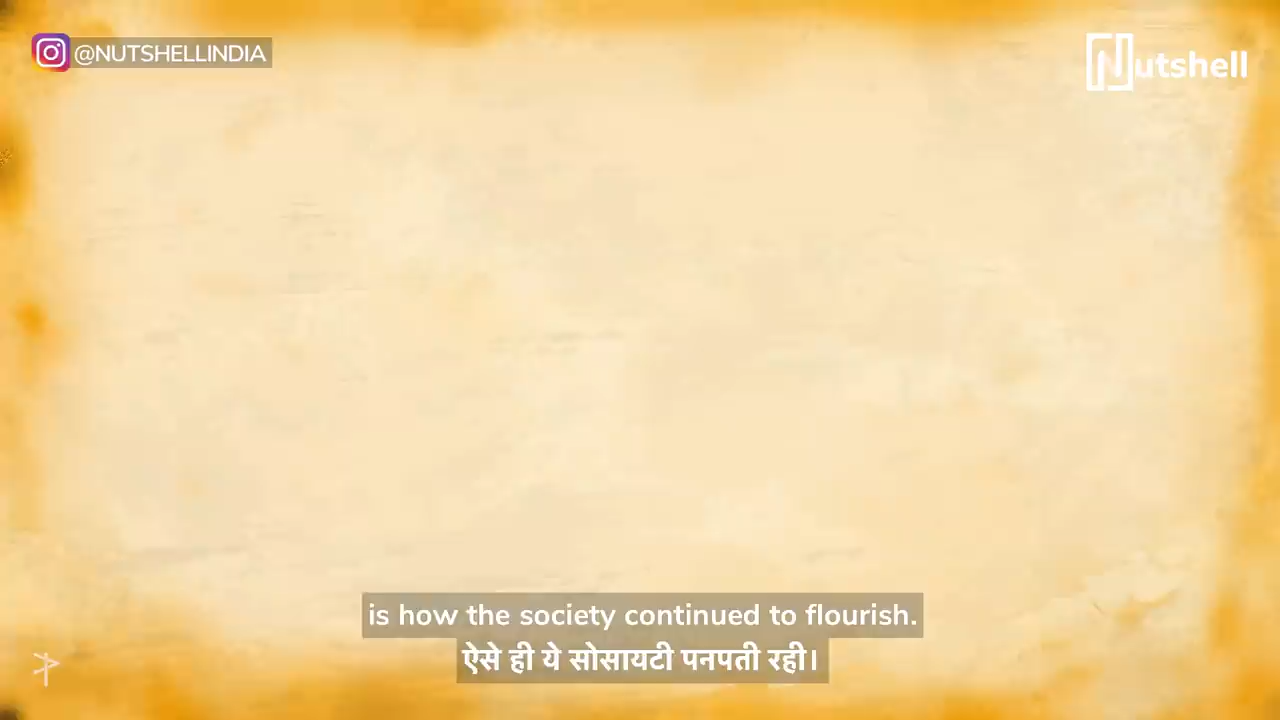 @NUTSHELLINDIA
Nutshell
is how the society continued to flourish.
ऐसे ही ये सोसायटी पनपती रही।